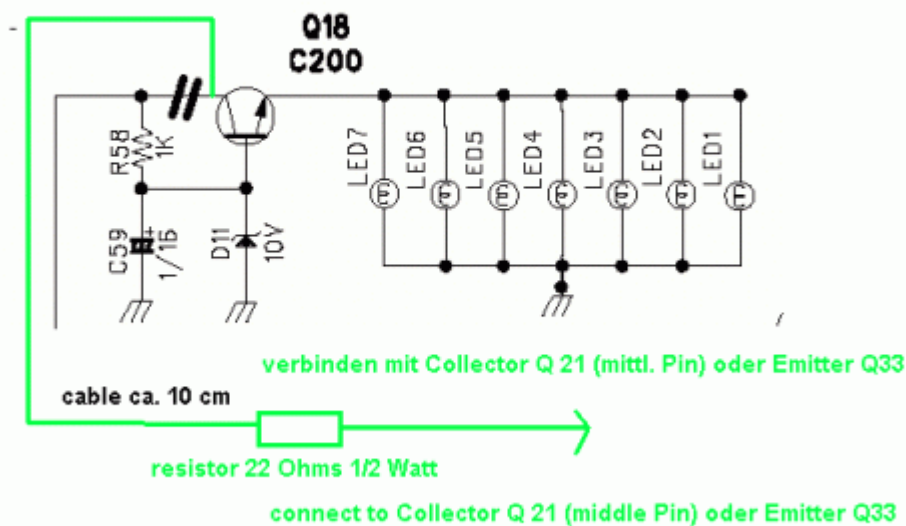 Q18
C200
R58
1K
C59
+
1/16
D11
10V
LED7
LED6
LED5
LED4
LED3
LED2
LED1
verbinden mit Collector Q 21 (mittl. Pin) oder Emitter Q33
cable ca. 10 cm
resistor 22 Ohms 1/2 Watt
connect to Collector Q 21 (middle Pin) oder Emitter Q33